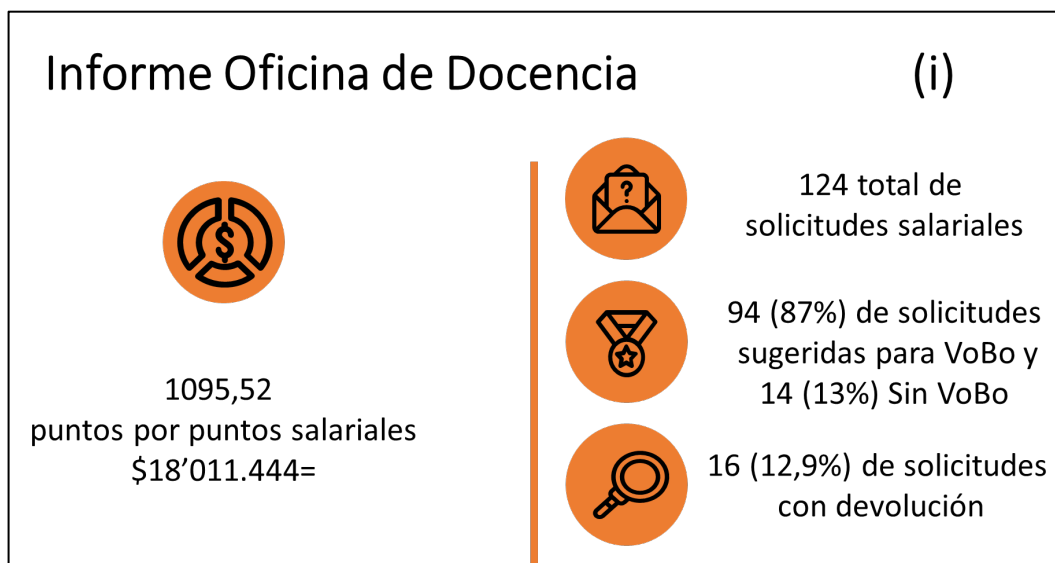 Informe Oficina de Docencia (i)
$
1095,52
puntos por puntos salariales
$18’011.444=
?
124 total de
solicitudes salariales
94 (87%) de solicitudes
sugeridas para VoBo y
14 (13%) Sin VoBo
16 (12,9%) de solicitudes
con devolución